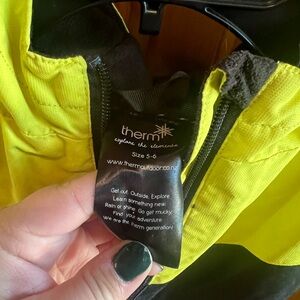 therm
explore the elements
Size 5-6
www.thermoutdoor.co.nz
Get out. Outside. Explore
Learn something new.
Rain or shine. Go get mucky.
Find your adventure
We are the therm generation!